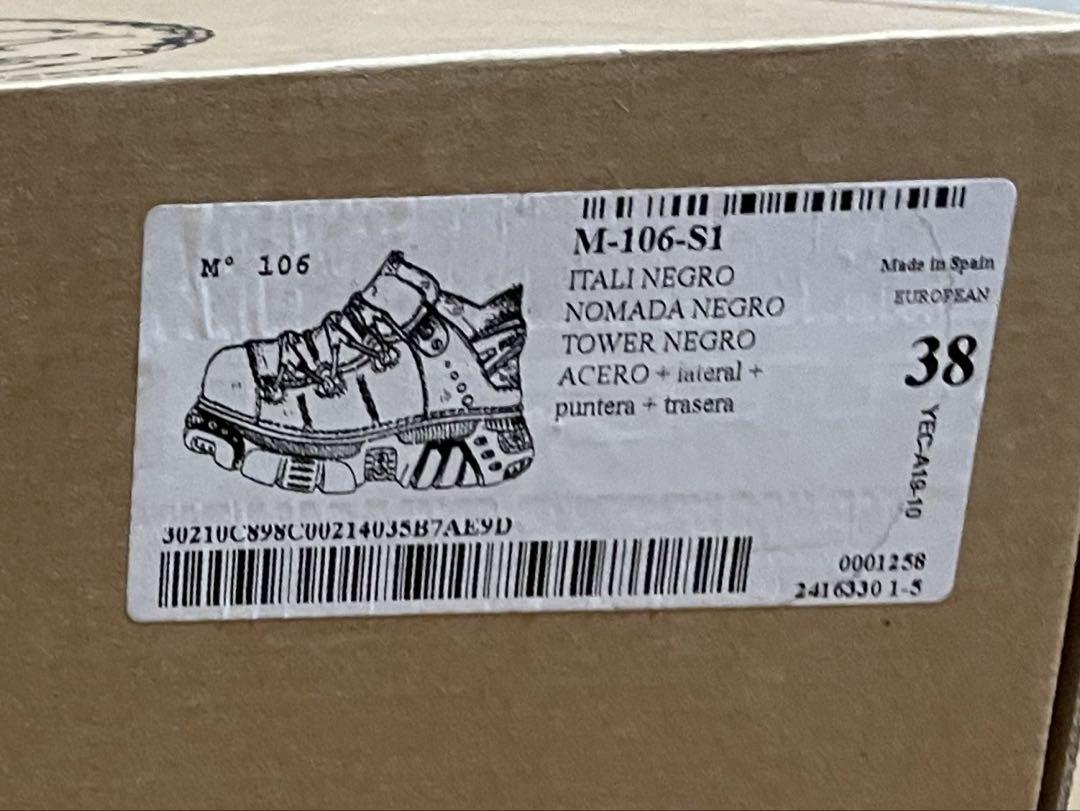 M° 106
M-106-S1
ITALI NEGRO
NOMADA NEGRO
TOWER NEGRO
ACERO + lateral +
puntera + trasera
Made in Spain
EUROPEAN
38
YEC-A19-10
30210C898C00214035B7AE9D
0001258
2416330 1-5